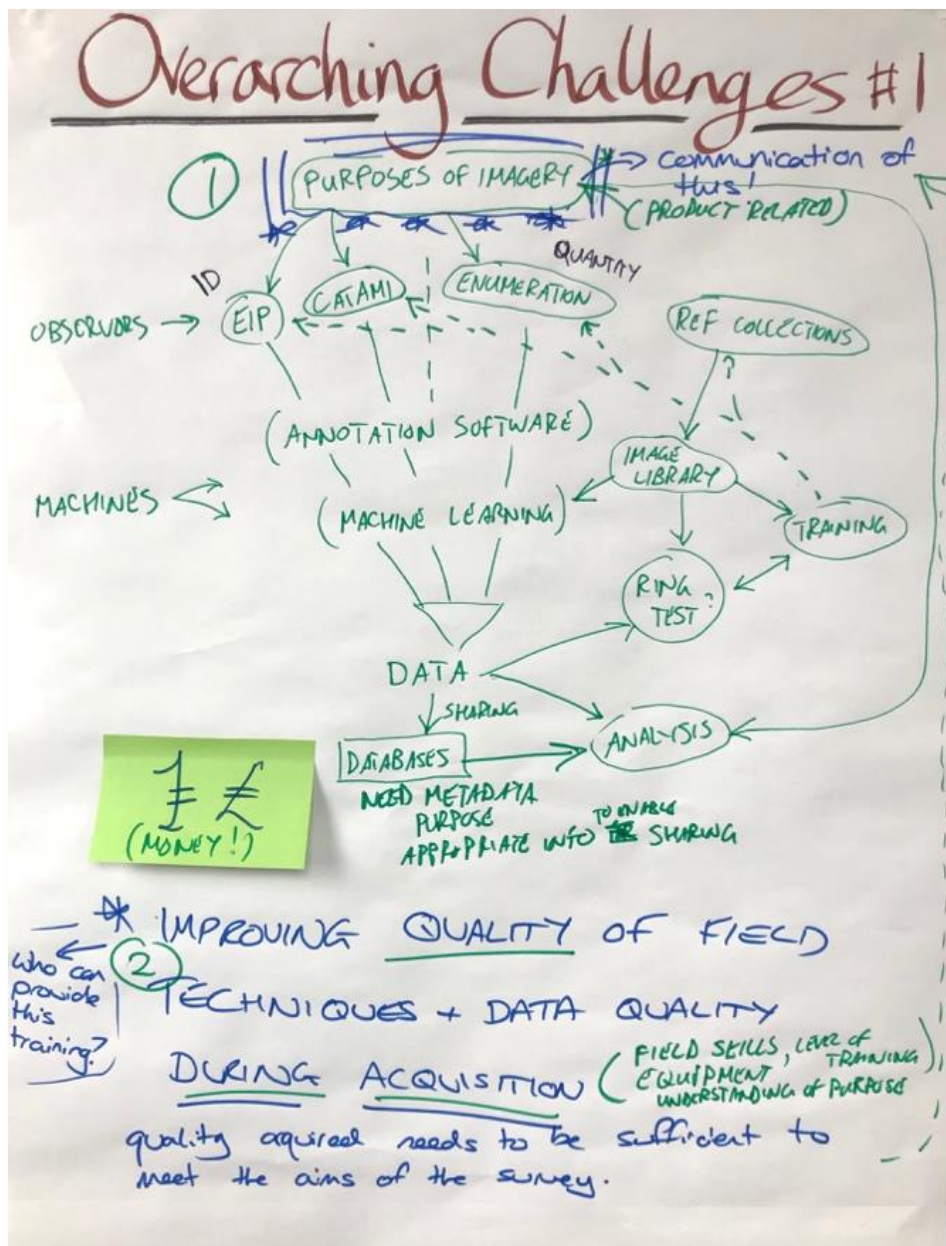 Overarching Challenges #1
1
PURPOSES OF IMAGERY
communication of
this!
(PRODUCT RELATED)
ID
QUANTITY
OBSERVORS
EIP
CATAMI
ENUMERATION
REF COLLECTIONS
(ANNOTATION SOFTWARE)
IMAGE
LIBRARY
MACHINES
(MACHINE LEARNING)
TRAINING
RING ?
TEST
DATA
SHARING
DATABASES
ANALYSIS
NEED METADATA
PURPOSE
APPROPRIATE INFO TO ENABLE SHARING
£
(MONEY!)
* IMPROVING QUALITY OF FIELD
2
TECHNIQUES + DATA QUALITY
who can
provide
this
training?
DURING ACQUISITION
(FIELD SKILLS, LEVEL OF
TRAINING)
EQUIPMENT
UNDERSTANDING OF PURPOSE
quality aquired needs to be sufficient to
meet the aims of the survey.